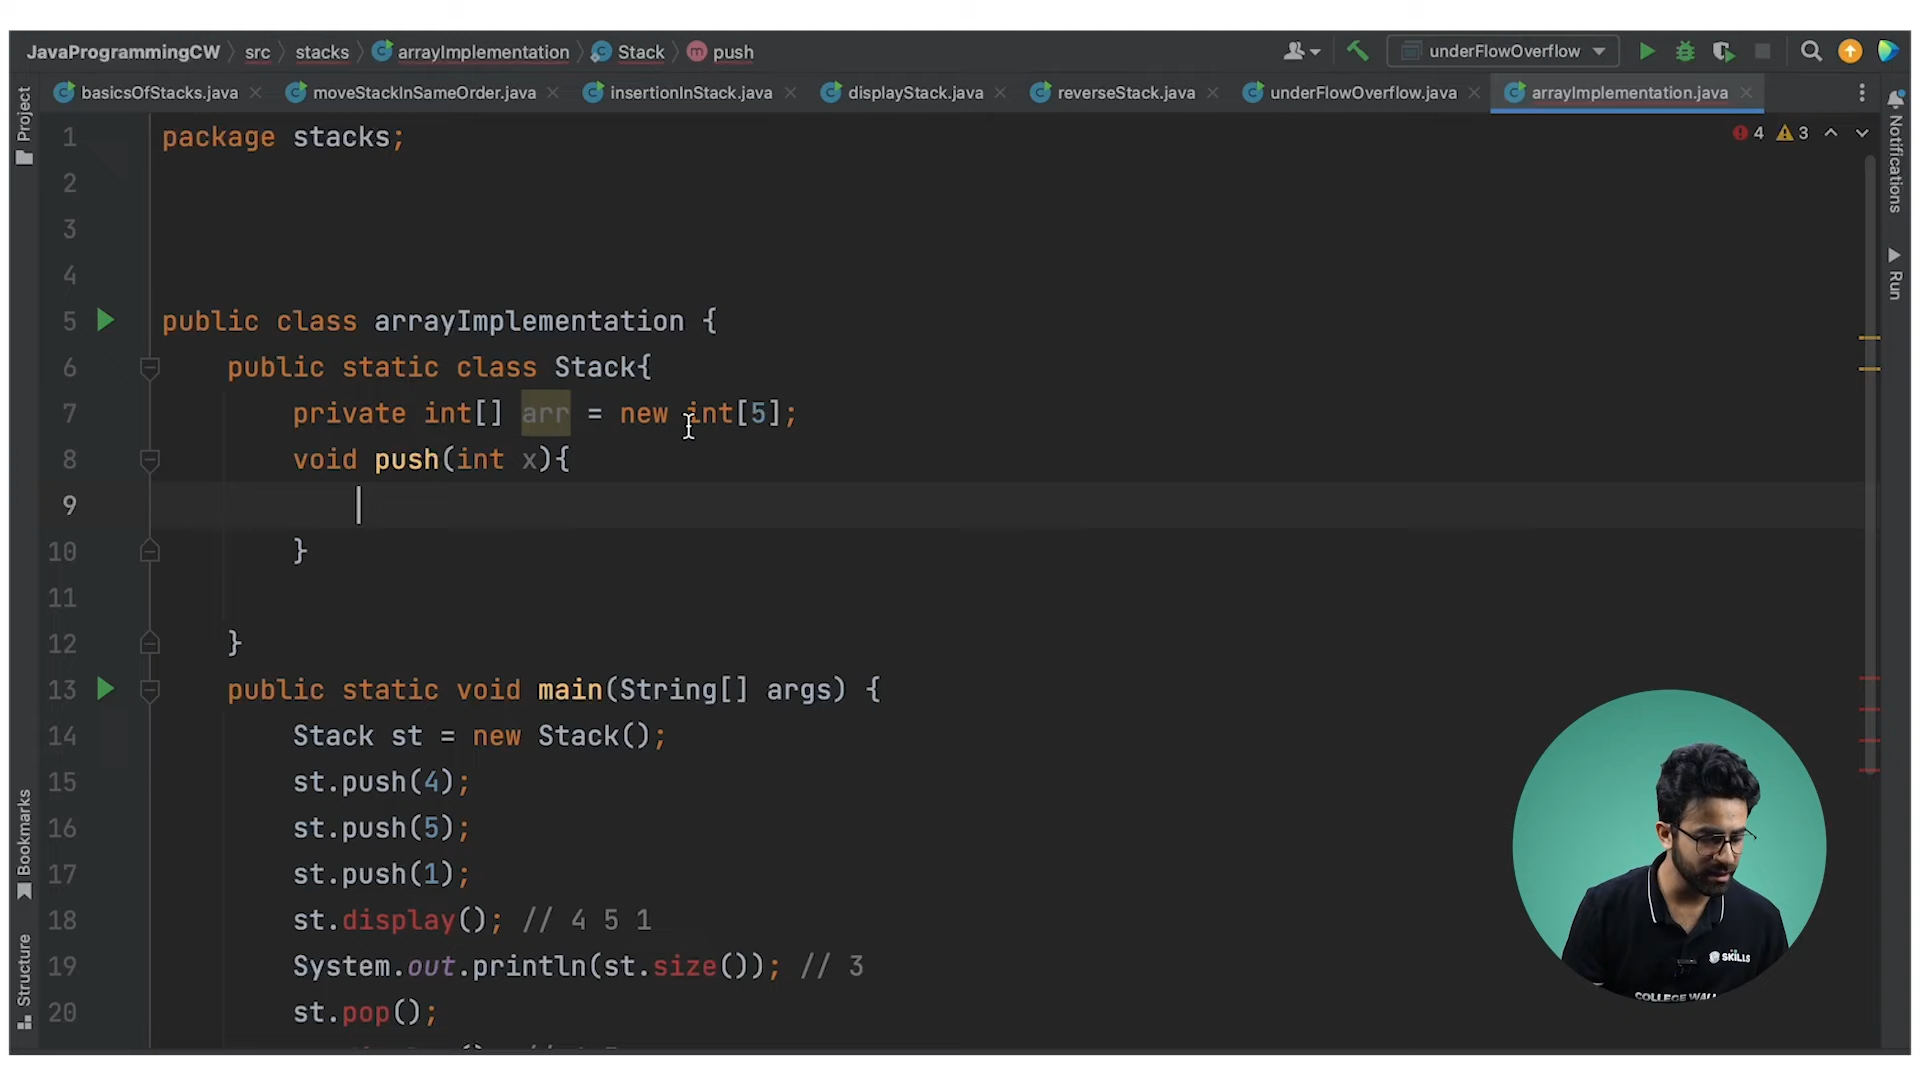 JavaProgrammingCW src stacks arrayImplementation Stack m push underFlowOverflow
basicsOfStacks.java moveStackInSameOrder.java insertionInStack.java displayStack.java reverseStack.java underFlowOverflow.java arrayImplementation.java
Project
Bookmarks
Structure
Notifications
Run
4 3
1 package stacks;
2
3
4
5 public class arrayImplementation {
6 public static class Stack{
7 private int[] arr = new int[5];
8 void push(int x){
9
10 }
11
12 }
13 public static void main(String[] args) {
14 Stack st = new Stack();
15 st.push(4);
16 st.push(5);
17 st.push(1);
18 st.display(); // 4 5 1
19 System.out.println(st.size()); // 3
20 st.pop();
SKILLS